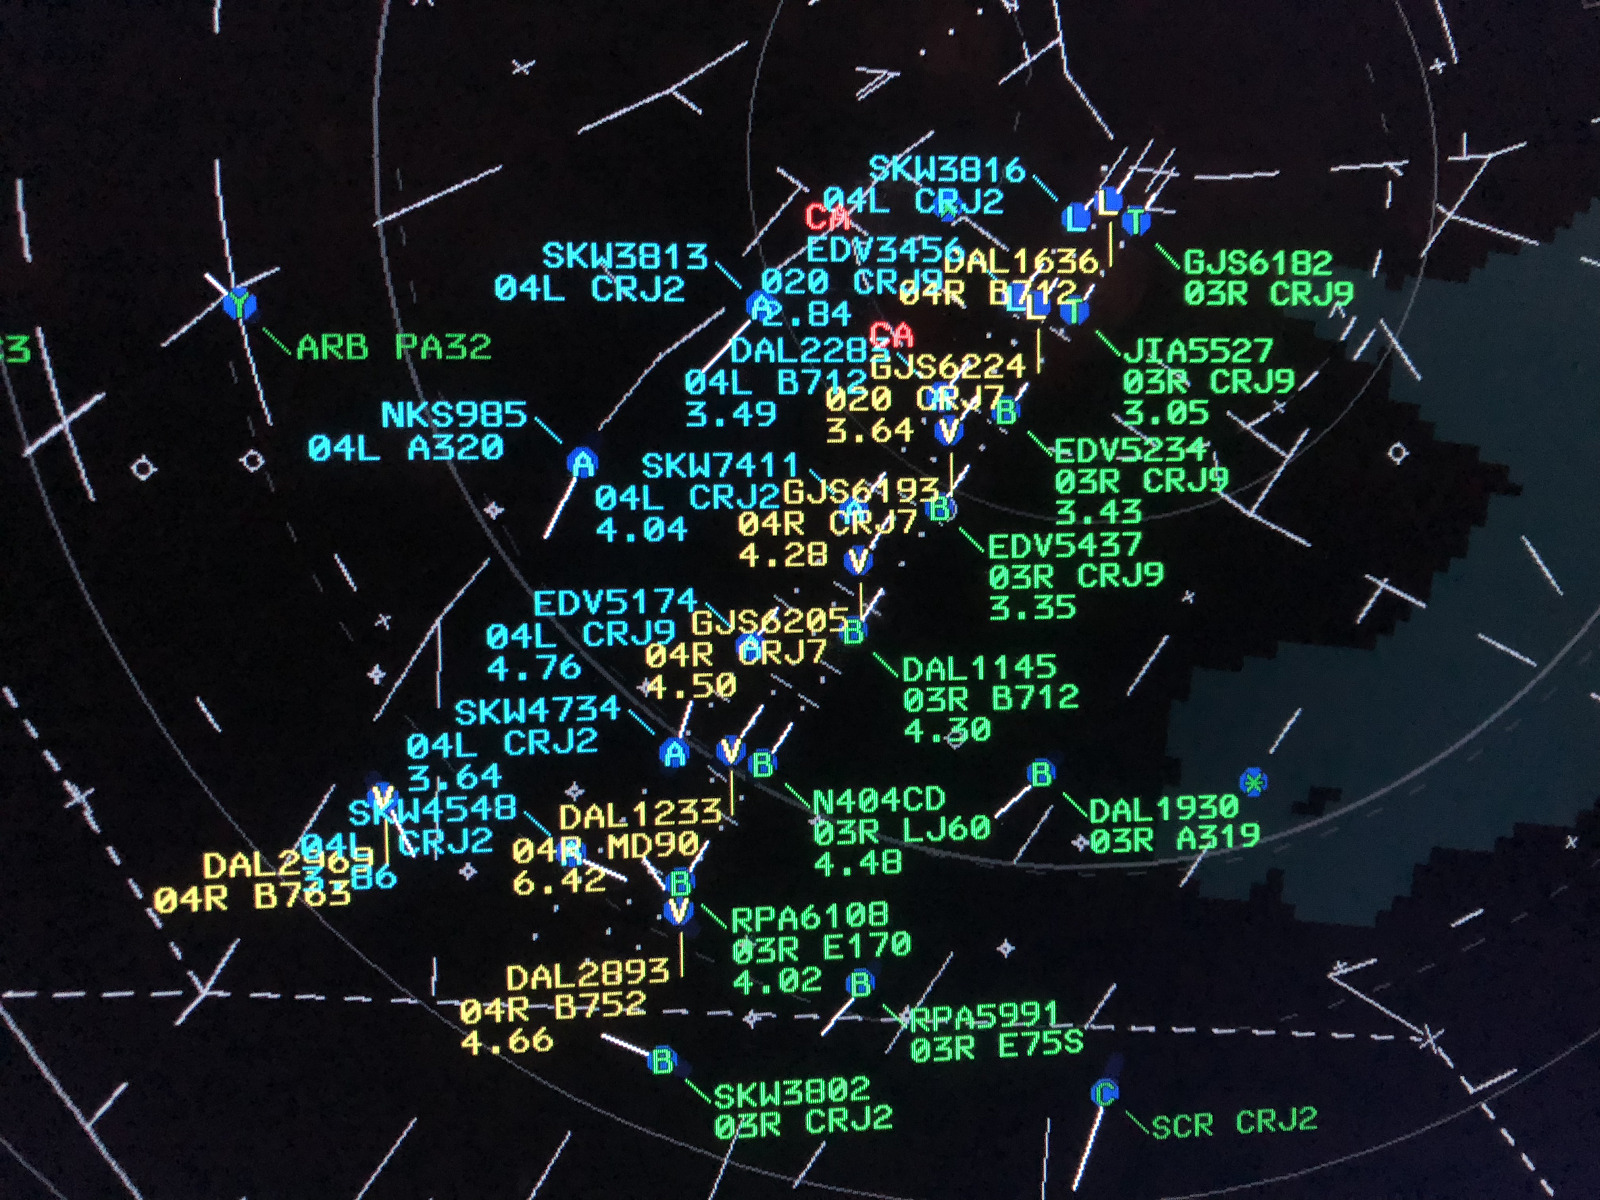 SKW3816
04L CRJ2
CA
SKW3813
04L CRJ2
EDV3456
020 CRJ9
2.84
DAL1636
04R B712
GJS6182
03R CRJ9
L
L
T
A
L
T
Y
ARB PA32
JIA5527
03R CRJ9
3.05
CA
04L B712
3.49
GJS6224
020 CRJ7
3.64
NKS985
04L A320
A
B
V
EDV5234
03R CRJ9
3.43
SKW7411
04L CRJ2
4.04
GJS6193
04R CRJ7
4.28
A
B
V
EDV5437
03R CRJ9
3.35
EDV5174
04L CRJ9
4.76
GJS6205
04R CRJ7
4.50
A
B
DAL1145
03R B712
4.30
SKW4734
04L CRJ2
3.64
A
V
B
N404CD
03R LJ60
4.48
B
DAL1930
03R A319
V
SKW4548
04L CRJ2
3.86
DAL1233
04R MD90
6.42
DAL2969
04R B763
B
V
RPA6108
03R E170
4.02
DAL2893
04R B752
4.66
B
RPA5991
03R E75S
B
SKW3802
03R CRJ2
C
SCR CRJ2